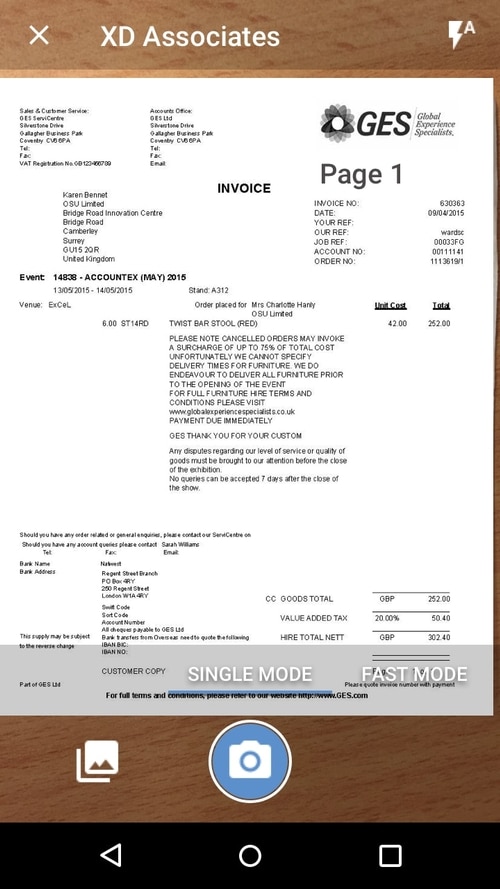 XD Associates
A
Sales & Customer Service:
GES ServiCentre
Silverstone Drive
Gallagher Business Park
Coventry CV6 6PA
Tel:
Fax:
VAT Registration No.GB123466789
Accounts Office:
GES Ltd
Silverstone Drive
Gallagher Business Park
Coventry CV6 6PA
Tel:
Fax:
Email:
GES Global Experience Specialists.
Page 1
INVOICE
Karen Bennet
OSU Limited
Bridge Road Innovation Centre
Bridge Road
Camberley
Surrey
GU15 2QR
United Kingdom
INVOICE NO: 630363
DATE: 09/04/2015
YOUR REF:
OUR REF: wardsc
JOB REF: 00033FG
ACCOUNT NO: 00111141
ORDER NO: 1113619/1
Event: 14838 - ACCOUNTEX (MAY) 2015
13/05/2015 - 14/05/2015 Stand: A312
Venue: ExCeL Order placed for Mrs Charlotte Hanly Unit Cost Total
OSU Limited
6.00 ST14RD TWIST BAR STOOL (RED) 42.00 252.00
PLEASE NOTE CANCELLED ORDERS MAY INVOKE
A SURCHARGE OF UP TO 75% OF TOTAL COST
UNFORTUNATELY WE CANNOT SPECIFY
DELIVERY TIMES FOR FURNITURE. WE DO
ENDEAVOUR TO DELIVER ALL FURNITURE PRIOR
TO THE OPENING OF THE EVENT
FOR FULL FURNITURE HIRE TERMS AND
CONDITIONS PLEASE VISIT
www.globalexperiencespecialists.co.uk
PAYMENT DUE IMMEDIATELY
GES THANK YOU FOR YOUR CUSTOM
Any disputes regarding our level of service or quality of
goods must be brought to our attention before the close
of the exhibition.
No queries can be accepted 7 days after the close of
the show.
Should you have any order related or general enquiries, please contact our ServiCentre on
Should you have any account queries please contact Sarah Williams
Tel: Fax: Email:
Bank Name Natwest
Bank Address Regent Street Branch
PO Box 4RY
250 Regent Street
London W1A 4RY
Swift Code
Sort Code
Account Number
All cheques payable to GES Ltd
This supply may be subject
to the reverse charge
Bank transfers from Overseas need to quote the following
IBAN BIC:
IBAN NO:
CC GOODS TOTAL GBP 252.00
VALUE ADDED TAX 20.00% 50.40
HIRE TOTAL NETT GBP 302.40
CUSTOMER COPY
SINGLE MODE
FAST MODE
Part of GES Ltd
Please quote invoice number with payment
For full terms and conditions, please refer to our website http://www.GES.com